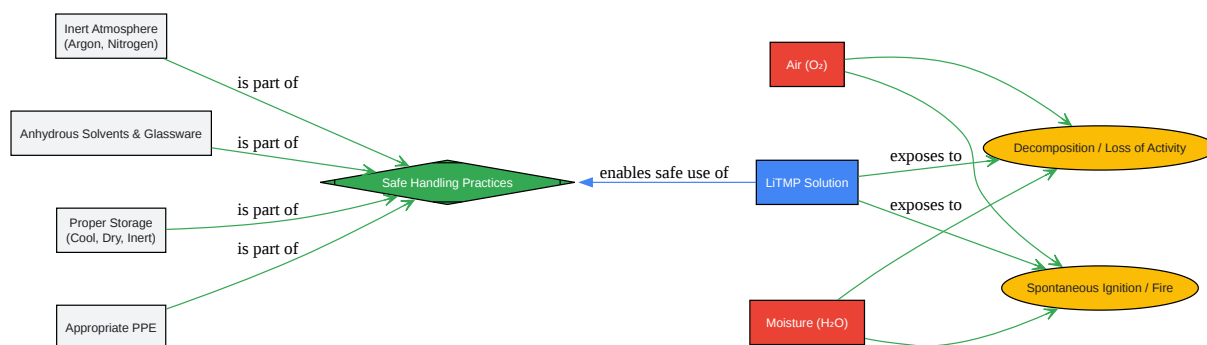 Inert Atmosphere
(Argon, Nitrogen)
is part of
Anhydrous Solvents & Glassware
is part of
Proper Storage
(Cool, Dry, Inert)
is part of
Appropriate PPE
is part of
Safe Handling Practices
enables safe use of
Air (O₂)
LiTMP Solution
Moisture (H₂O)
exposes to
exposes to
Decomposition / Loss of Activity
Spontaneous Ignition / Fire